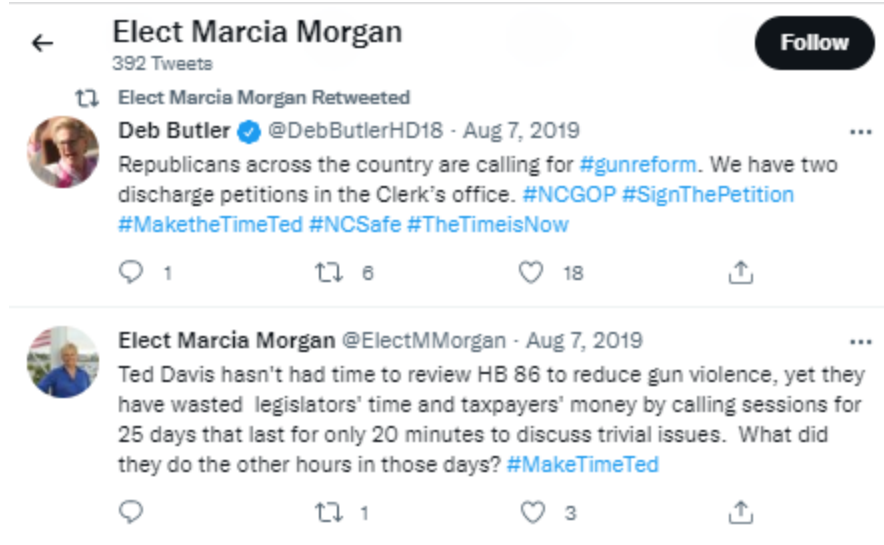 Elect Marcia Morgan
392 Tweets
Follow
Elect Marcia Morgan Retweeted
Deb Butler @DebButlerHD18 · Aug 7, 2019
Republicans across the country are calling for #gunreform. We have two
discharge petitions in the Clerk's office. #NCGOP #SignThePetition
#MaketheTimeTed #NCSafe #TheTimeisNow
1 6 18
Elect Marcia Morgan @ElectMMorgan · Aug 7, 2019
Ted Davis hasn't had time to review HB 86 to reduce gun violence, yet they
have wasted  legislators' time and taxpayers' money by calling sessions for
25 days that last for only 20 minutes to discuss trivial issues.  What did
they do the other hours in those days? #MakeTimeTed
1 3